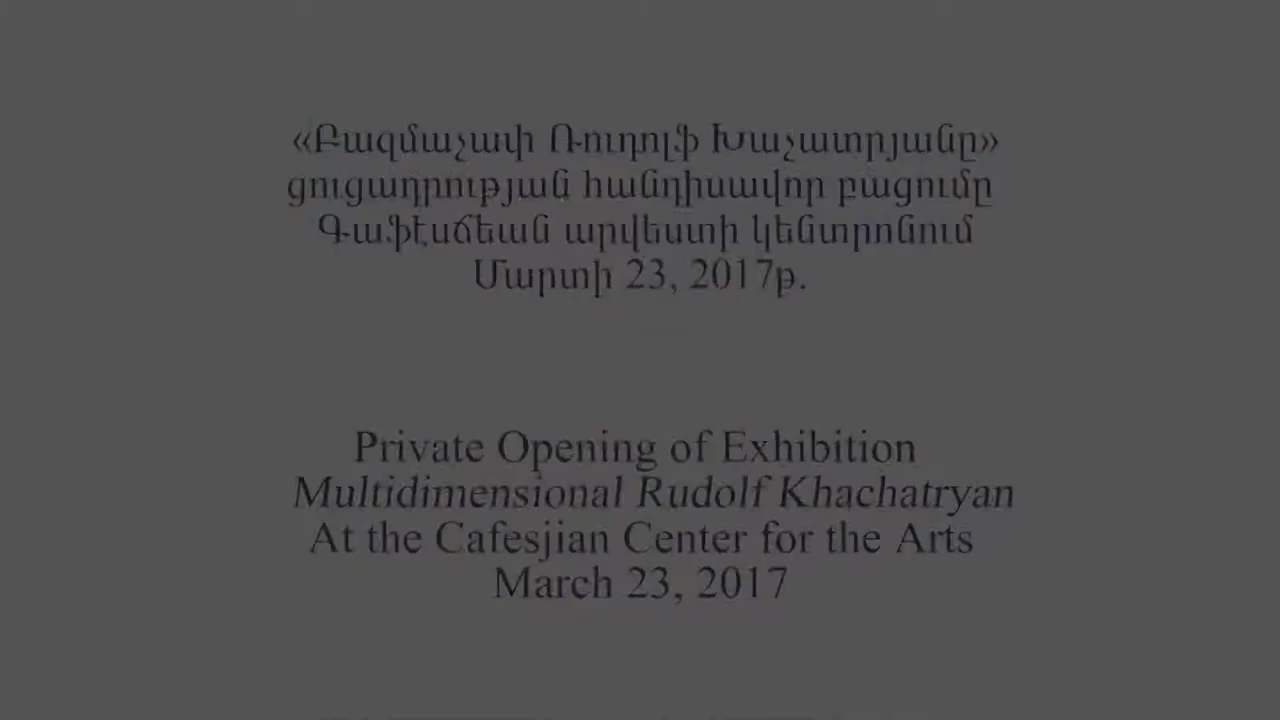 «Բազմաչափ Ռուդոլֆ Խաչատրյանը»
ցուցադրության հանդիսավոր բացումը
Գաֆէսճեան արվեստի կենտրոնում
Մարտի 23, 2017թ.
Private Opening of Exhibition
Multidimensional Rudolf Khachatryan
At the Cafesjian Center for the Arts
March 23, 2017